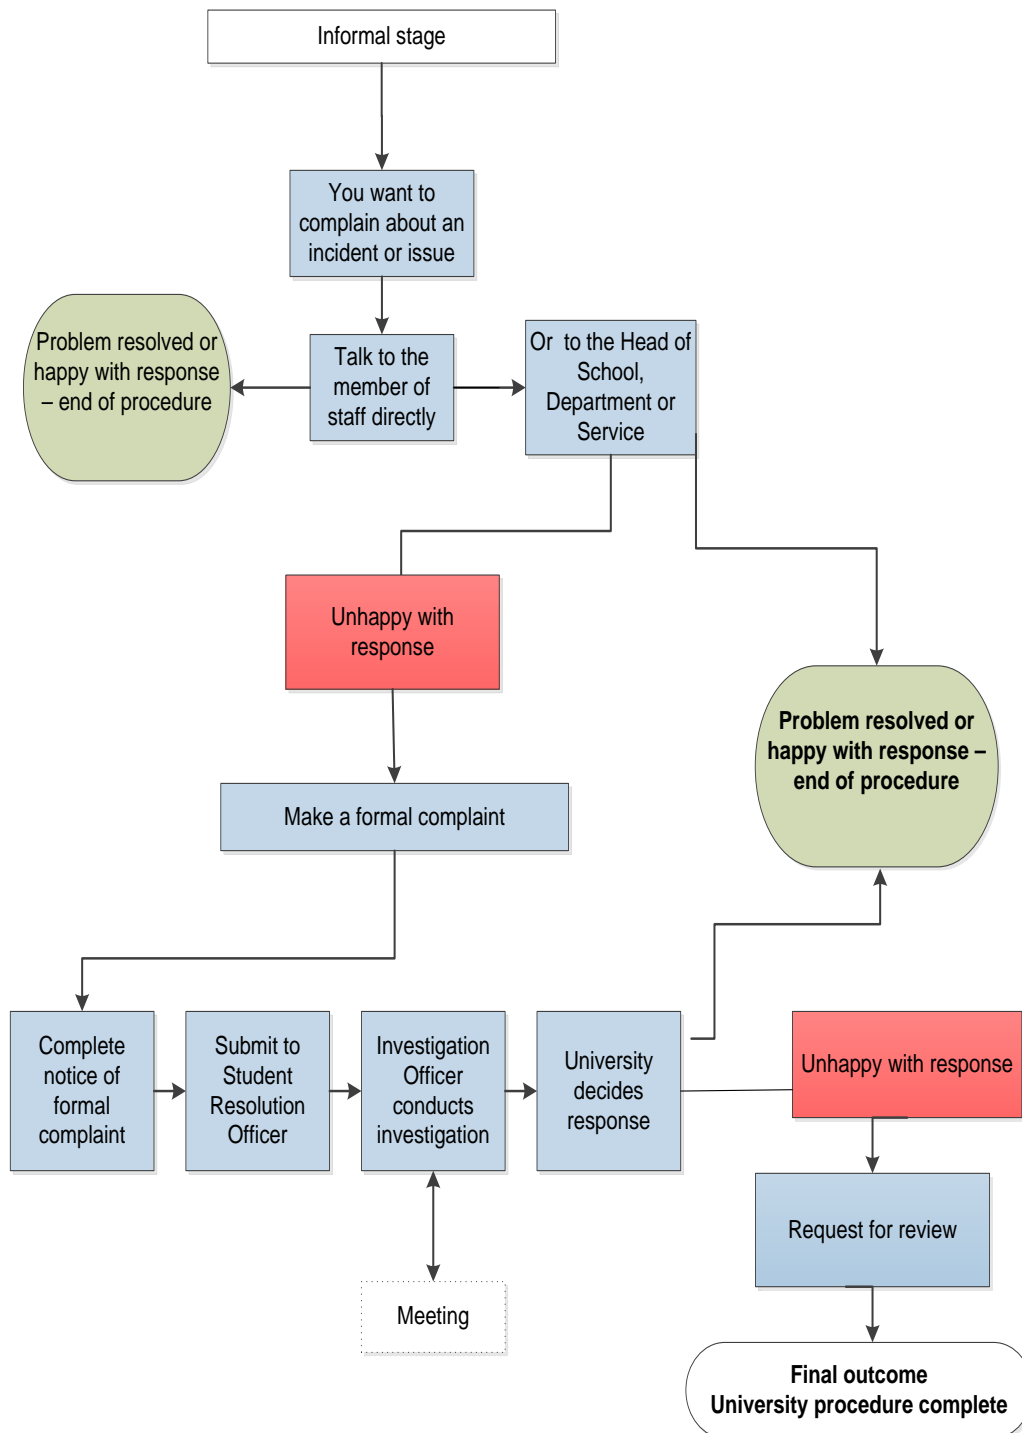 Informal stage
You want to
complain about an
incident or issue
Problem resolved or
happy with response
– end of procedure
Talk to the
member of
staff directly
Or to the Head of
School,
Department or
Service
Unhappy with
response
Problem resolved or
happy with response –
end of procedure
Make a formal complaint
Complete
notice of
formal
complaint
Submit to
Student
Resolution
Officer
Investigation
Officer
conducts
investigation
University
decides
response
Unhappy with response
Request for review
Meeting
Final outcome
University procedure complete